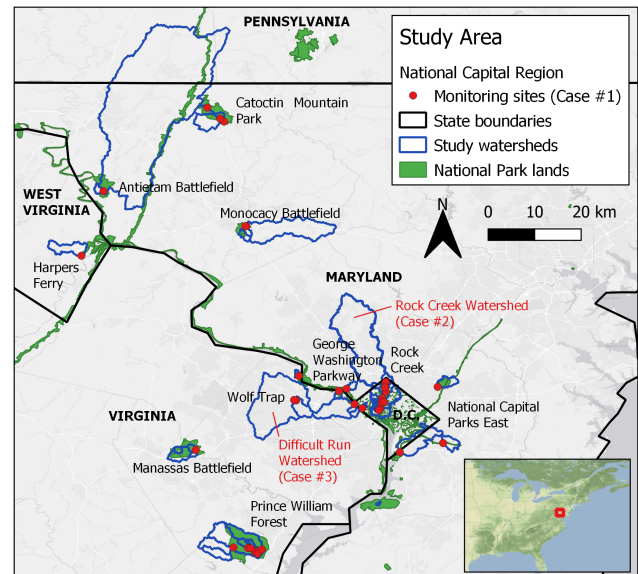 PENNSYLVANIA
Study Area
National Capital Region
Monitoring sites (Case #1)
State boundaries
Study watersheds
National Park lands
Catoctin Mountain
Park
WEST
VIRGINIA
Antietam Battlefield
Monocacy Battlefield
N
0 10 20 km
Harpers
Ferry
MARYLAND
Rock Creek Watershed
(Case #2)
George
Washington
Parkway
Rock
Creek
Wolf Trap
VIRGINIA
D.C.
National Capital
Parks East
Difficult Run
Watershed
(Case #3)
Manassas Battlefield
Prince William
Forest